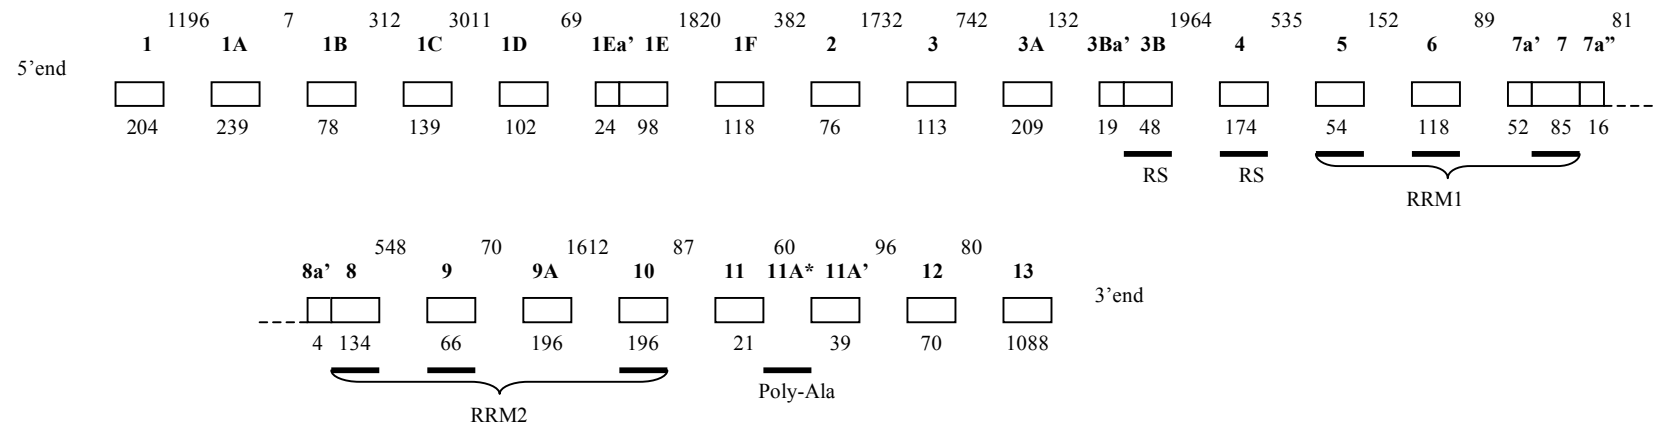 1196 7 312 3011 69 1820 382 1732 742 132 1964 535 152 89 81
1 1A 1B 1C 1D 1Ea’ 1E 1F 2 3 3A 3Ba’ 3B 4 5 6 7a’ 7 7a”
5’end
204 239 78 139 102 24 98 118 76 113 209 19 48 174 54 118 52 85 16
RS RS
RRM1
548 70 1612 87 60 96 80
8a’ 8 9 9A 10 11 11A* 11A’ 12 13
3’end
4 134 66 196 196 21 39 70 1088
Poly-Ala
RRM2